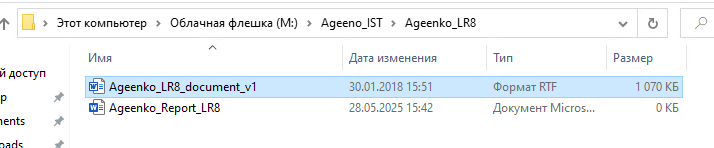 Этот компьютер > Облачная флешка (M:) > Ageeno_IST > Ageenko_LR8
й доступ
Имя Дата изменения Тип Размер
Ageenko_LR8_document_v1 30.01.2018 15:51 Формат RTF 1 070 КБ
р Ageenko_Report_LR8 28.05.2025 15:42 Документ Micros... 0 КБ
ments
oads